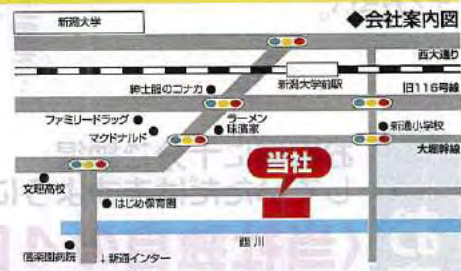 ◆会社案内図
新潟大学
西大通り
新潟大学前駅
旧116号線
紳士服のコナカ
ファミリードラッグ
マクドナルド
ラーメン
味濱家
新通小学校
大堀幹線
当社
文理高校
はじめ保育園
信楽園病院
↓新通インター